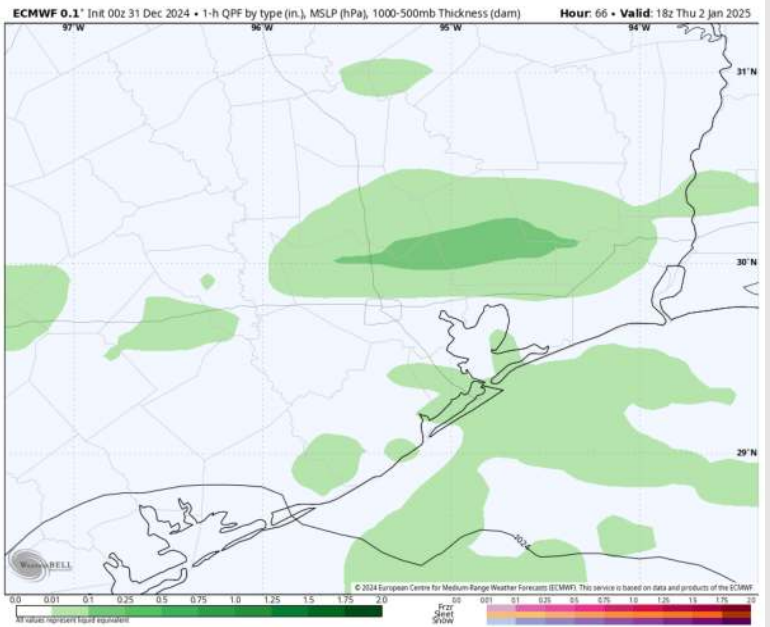 ECMWF 0.1° Init 00z 31 Dec 2024 • 1-h QPF by type (in.), MSLP (hPa), 1000-500mb Thickness (dam) Hour: 66 • Valid: 18z Thu 2 Jan 2025
97°W 96°W 95°W 94°W
31°N
30°N
29°N
1024
WeatherBELL
© 2024 European Centre for Medium-Range Weather Forecasts (ECMWF). This service is based on data and products of the ECMWF
0.0 0.01 0.1 0.25 0.5 0.75 1.0 1.25 1.5 1.75 2.0 0.0 0.01 0.1 0.25 0.5 0.75 1.0 1.25 1.5 1.75 2.0
Frzr
Sleet
Snow
All values represent liquid equivalent